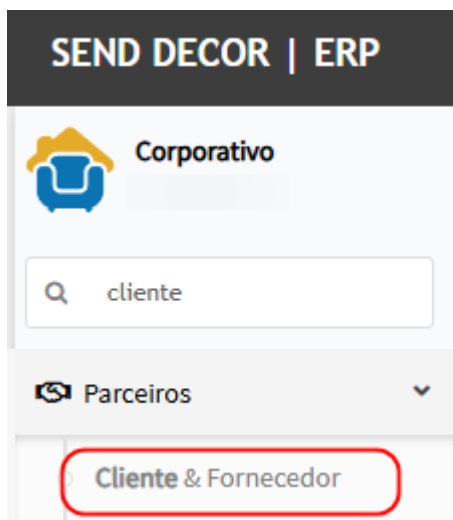 SEND DECOR | ERP
Corporativo
cliente
Parceiros
Cliente & Fornecedor